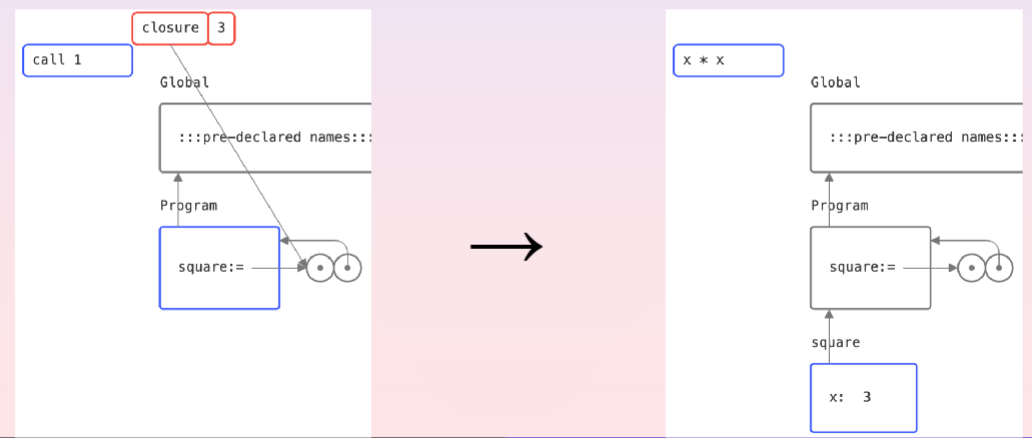 closure 3
call 1
Global
:::pre-declared names:::
Program
square:=
x * x
Global
:::pre-declared names:::
Program
square:=
square
x: 3